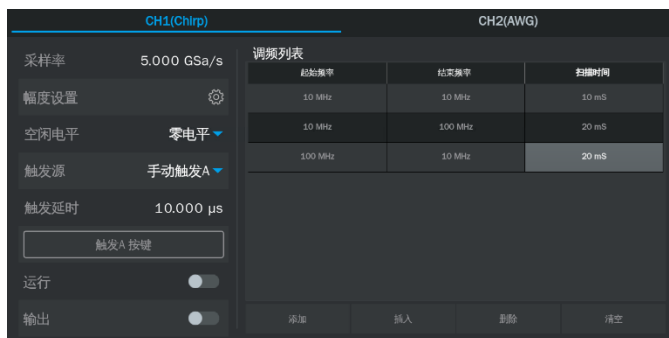 CH1(Chirp) CH2(AWG)
采样率 5.000 GSa/s
幅度设置
空闲电平 零电平
触发源 手动触发A
触发延时 10.000 μs
触发A 按键
运行
输出
调频列表
起始频率 结束频率 扫描时间
10 MHz 10 MHz 10 mS
10 MHz 100 MHz 20 mS
100 MHz 10 MHz 20 mS
添加 插入 删除 清空